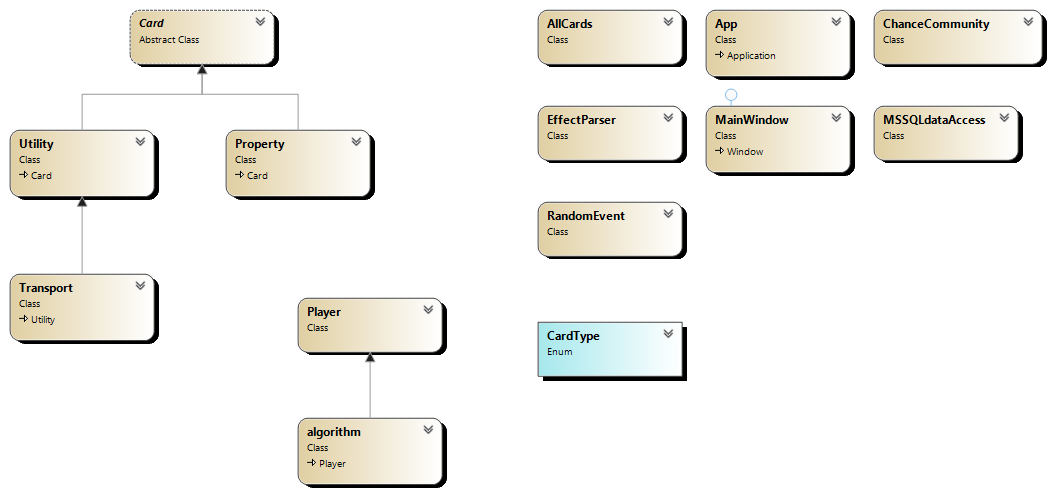 Card
Abstract Class
Utility
Class
Card
Property
Class
Card
Transport
Class
Utility
Player
Class
algorithm
Class
Player
AllCards
Class
App
Class
Application
ChanceCommunity
Class
EffectParser
Class
MainWindow
Class
Window
MSSQLdataAccess
Class
RandomEvent
Class
CardType
Enum